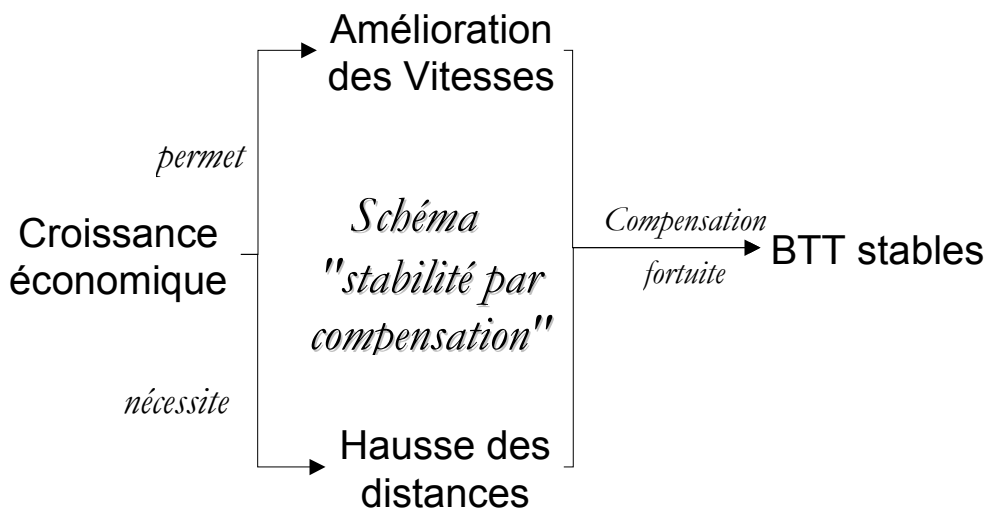 Amélioration
des Vitesses
permet
Croissance
économique
Schéma
"stabilité par
compensation"
Compensation
fortuite
BTT stables
nécessite
Hausse des
distances